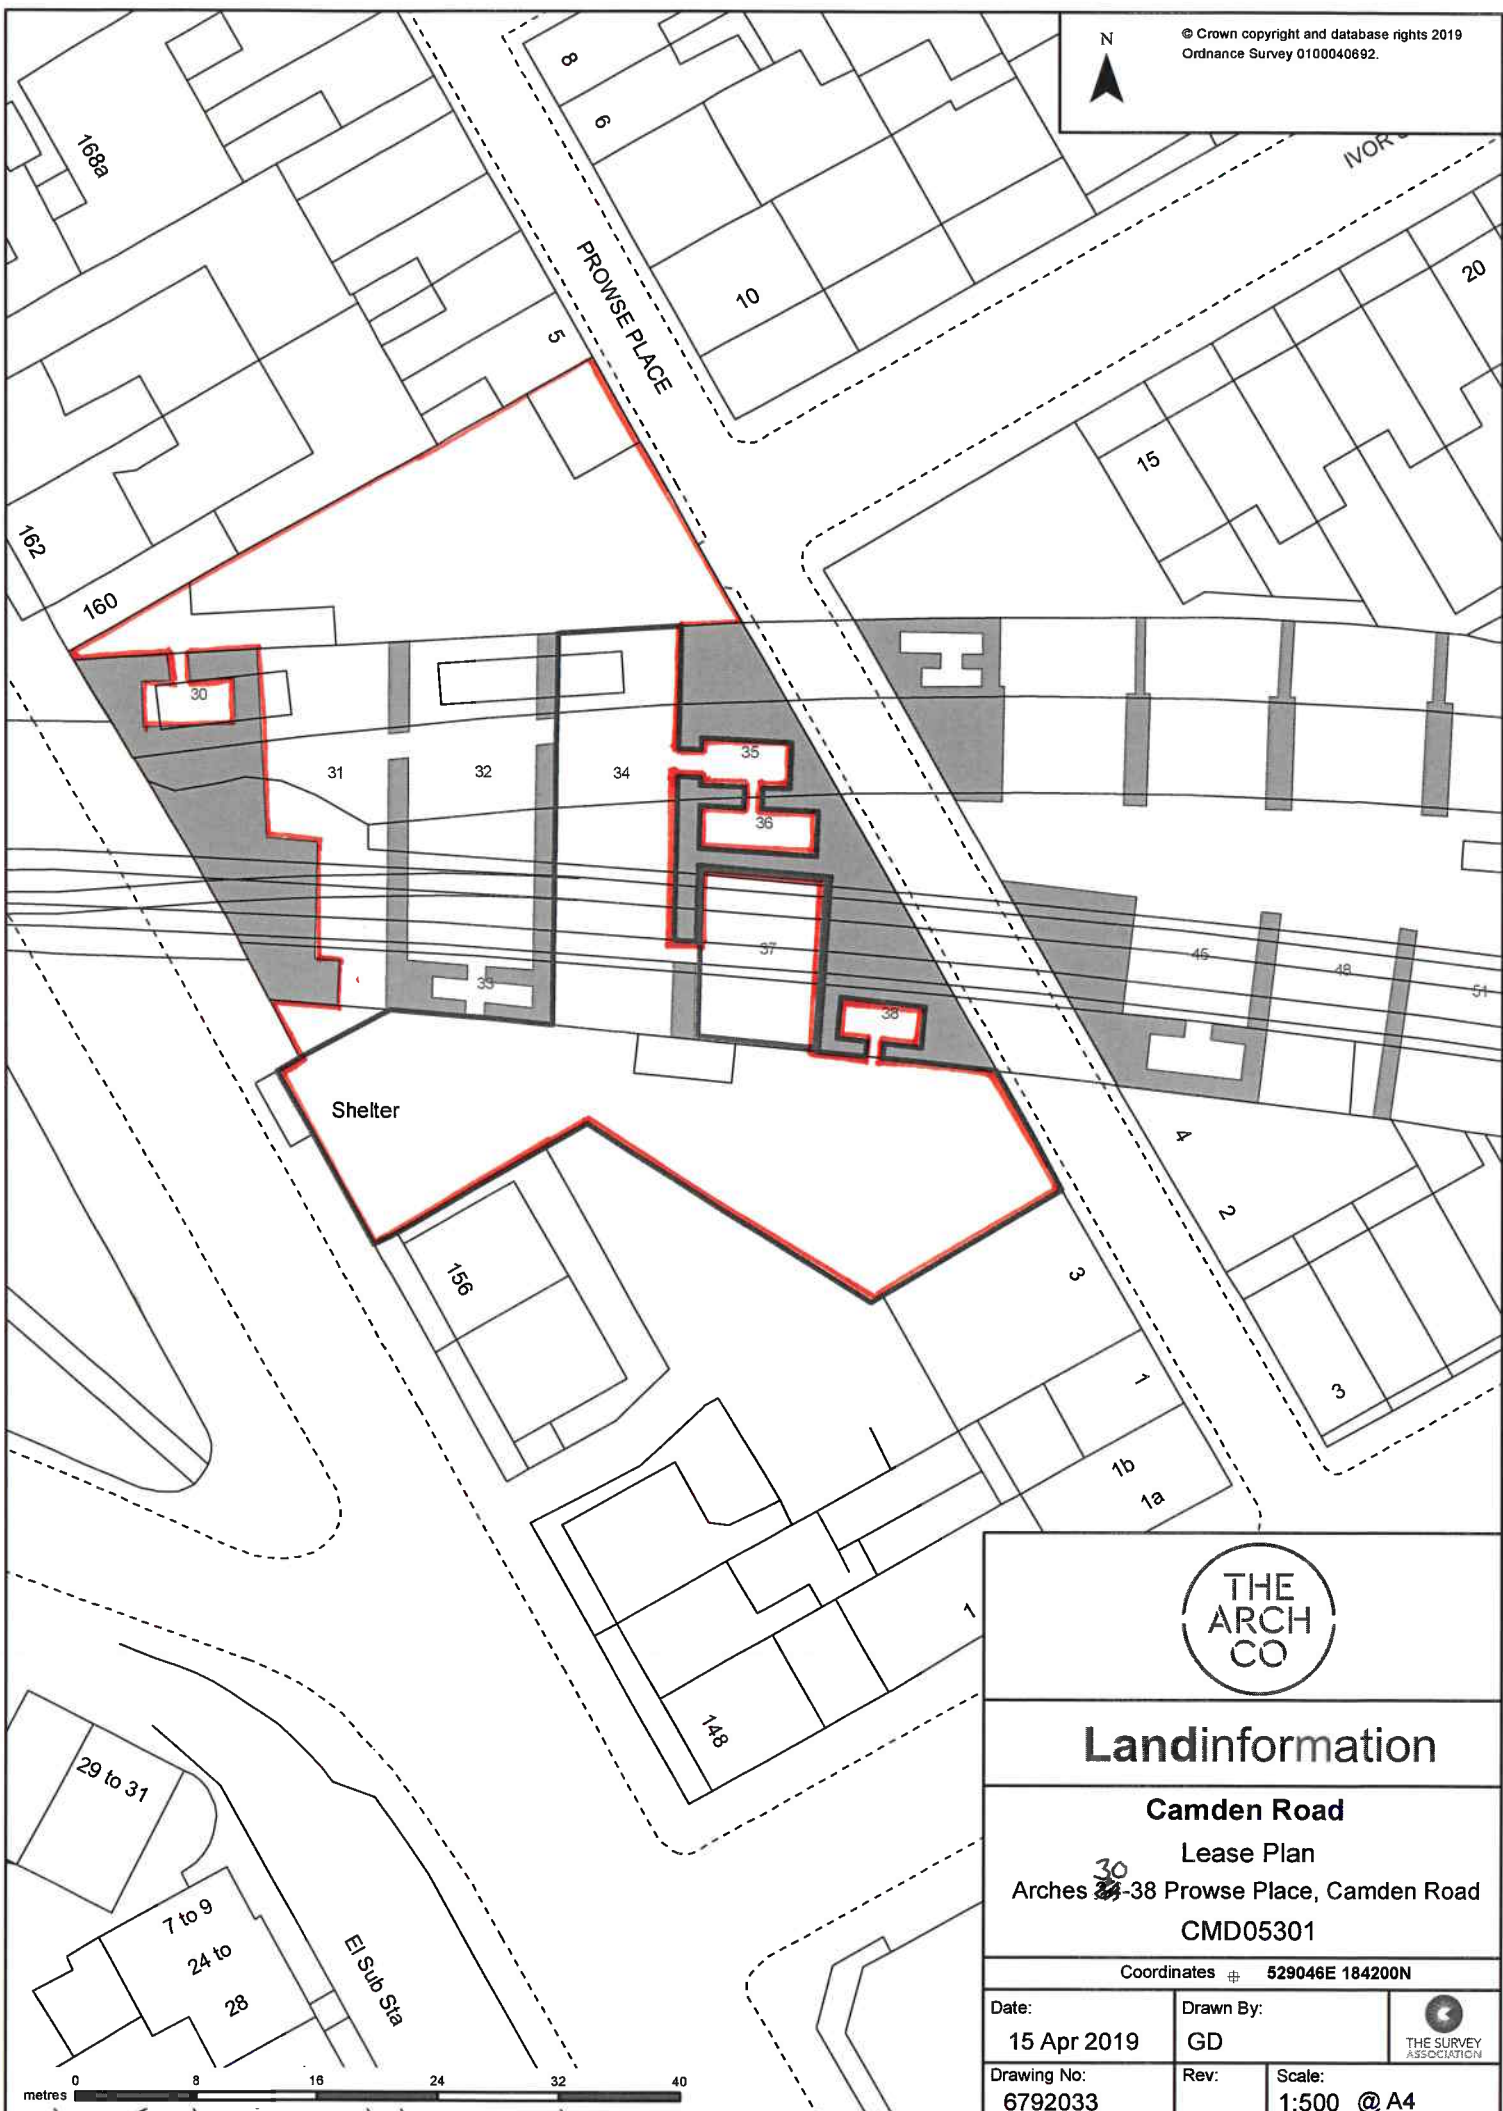 N
© Crown copyright and database rights 2019
Ordnance Survey 0100040692.
8
6
168a
IVOR
PROWSE PLACE
10
20
5
15
162
160
30
31
32
34
35
36
33
37
38
46
48
51
Shelter
4
2
3
156
1
3
1b
1a
1
148
29 to 31
7 to 9
24 to
28
El Sub Sta
THE
ARCH
CO
Landinformation
Camden Road
Lease Plan
30
Arches 34-38 Prowse Place, Camden Road
CMD05301
Coordinates 529046E 184200N
Date:
15 Apr 2019
Drawn By:
GD
THE SURVEY
ASSOCIATION
Drawing No:
6792033
Rev:
Scale:
1:500 @ A4
metres 0 8 16 24 32 40